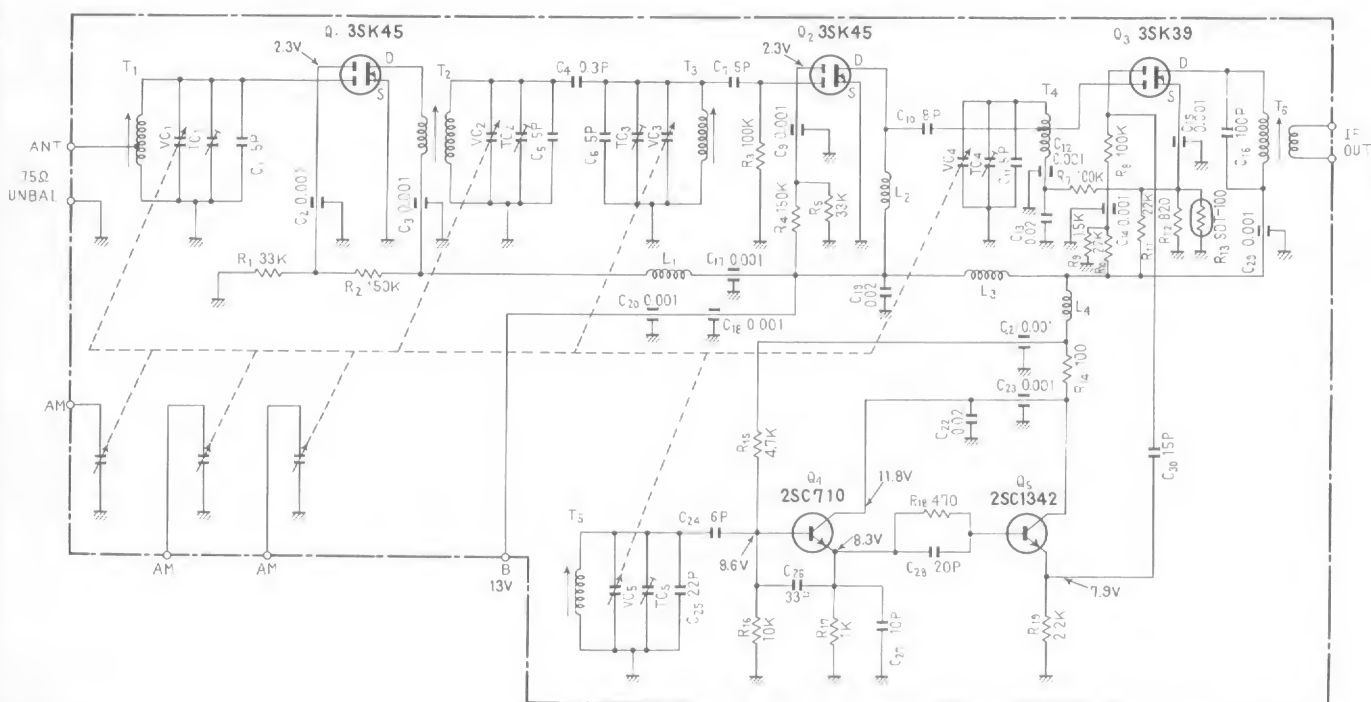 Q₁ 3SK45
Q₂ 3SK45
Q₃ 3SK39
2.3V
2.3V
D
S
D
S
D
S
T₁
T₂
T₃
T₄
T₆
C₄ 0.3P
C₇ 5P
C₁₀ 8P
ANT
75Ω
UNBAL
VC₁
TC₁
C₁ 5P
C₂ 0.001
C₃ 0.001
VC₂
TC₂
C₅ 5P
C₆ 5P
TC₃
VC₃
R₃ 100K
C₉ 0.001
R₄ 150K
R₅ 33K
L₂
VC₄
TC₄
C₁₁ 5P
C₁₂ 0.001
R₇ 100K
C₁₃ 0.02
R₈ 100K
C₁₄ 0.001
R₉ 15K
R₁₁ 22K
R₁₂ 820
R₁₃ SDT-100
C₁₅ 0.001
C₁₆ 100P
C₂₉ 0.001
IF
OUT
R₁ 33K
R₂ 150K
L₁
C₁₇ 0.001
C₂₀ 0.001
C₁₈ 0.001
C₁₉ 0.02
L₃
L₄
C₂₁ 0.001
R₁₄ 100
C₂₃ 0.001
C₂₂ 0.02
AM
AM
AM
B
13V
R₁₅ 4.7K
C₃₀ 15P
Q₄
2SC710
11.8V
Q₅
2SC1342
R₁₈ 470
T₅
C₂₄ 6P
8.6V
8.3V
C₂₈ 20P
7.9V
VC₅
TC₅
C₂₅ 22P
C₂₆
R₁₆ 10K
R₁₇ 1K
10P
R₁₉ 2.2K